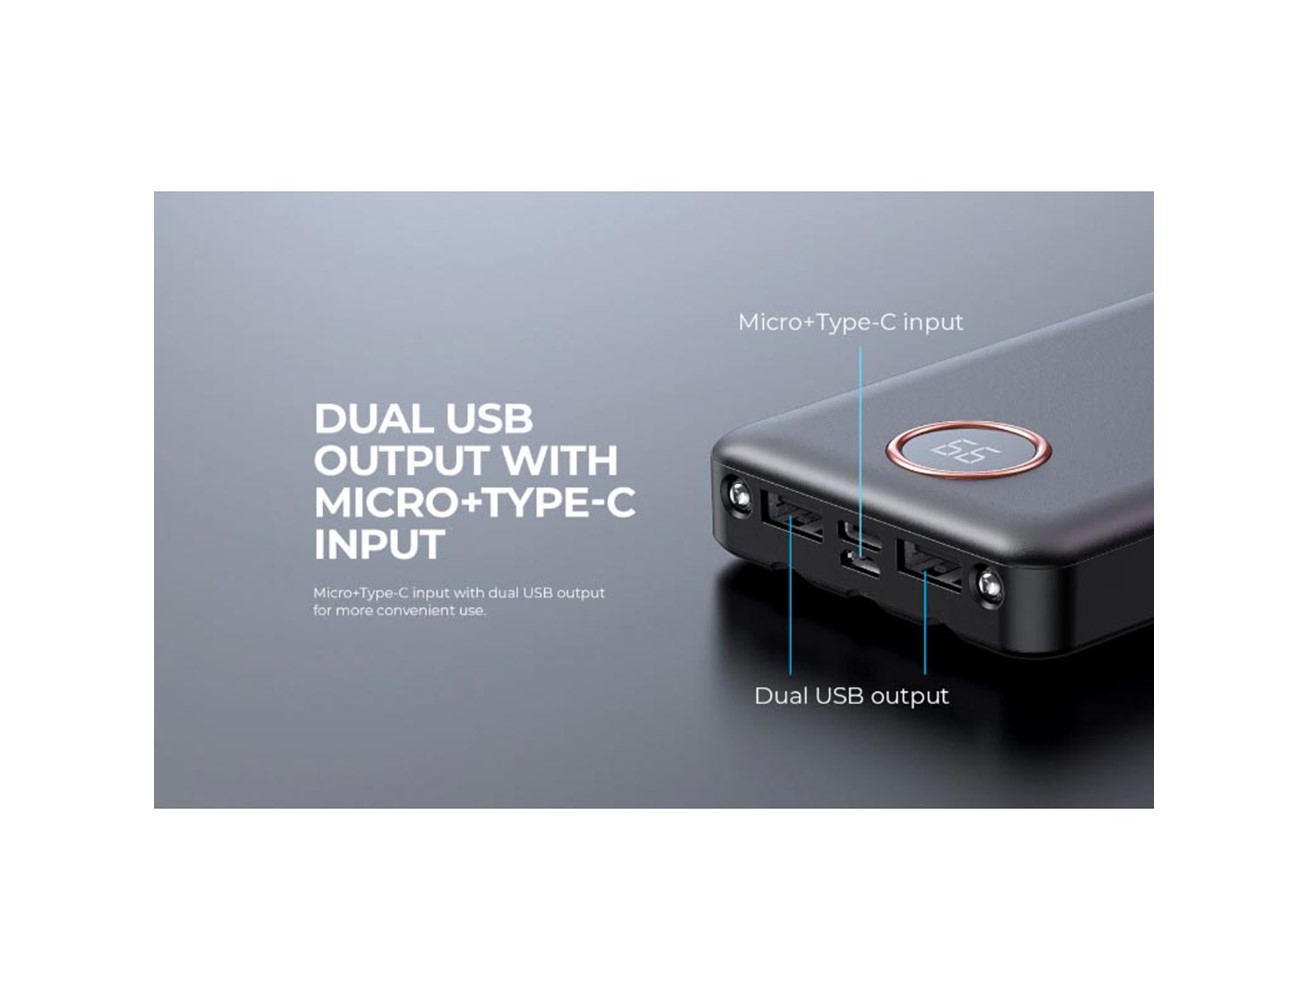 Micro+Type-C input
DUAL USB
OUTPUT WITH
MICRO+TYPE-C
INPUT
Micro+Type-C input with dual USB output
for more convenient use.
Dual USB output